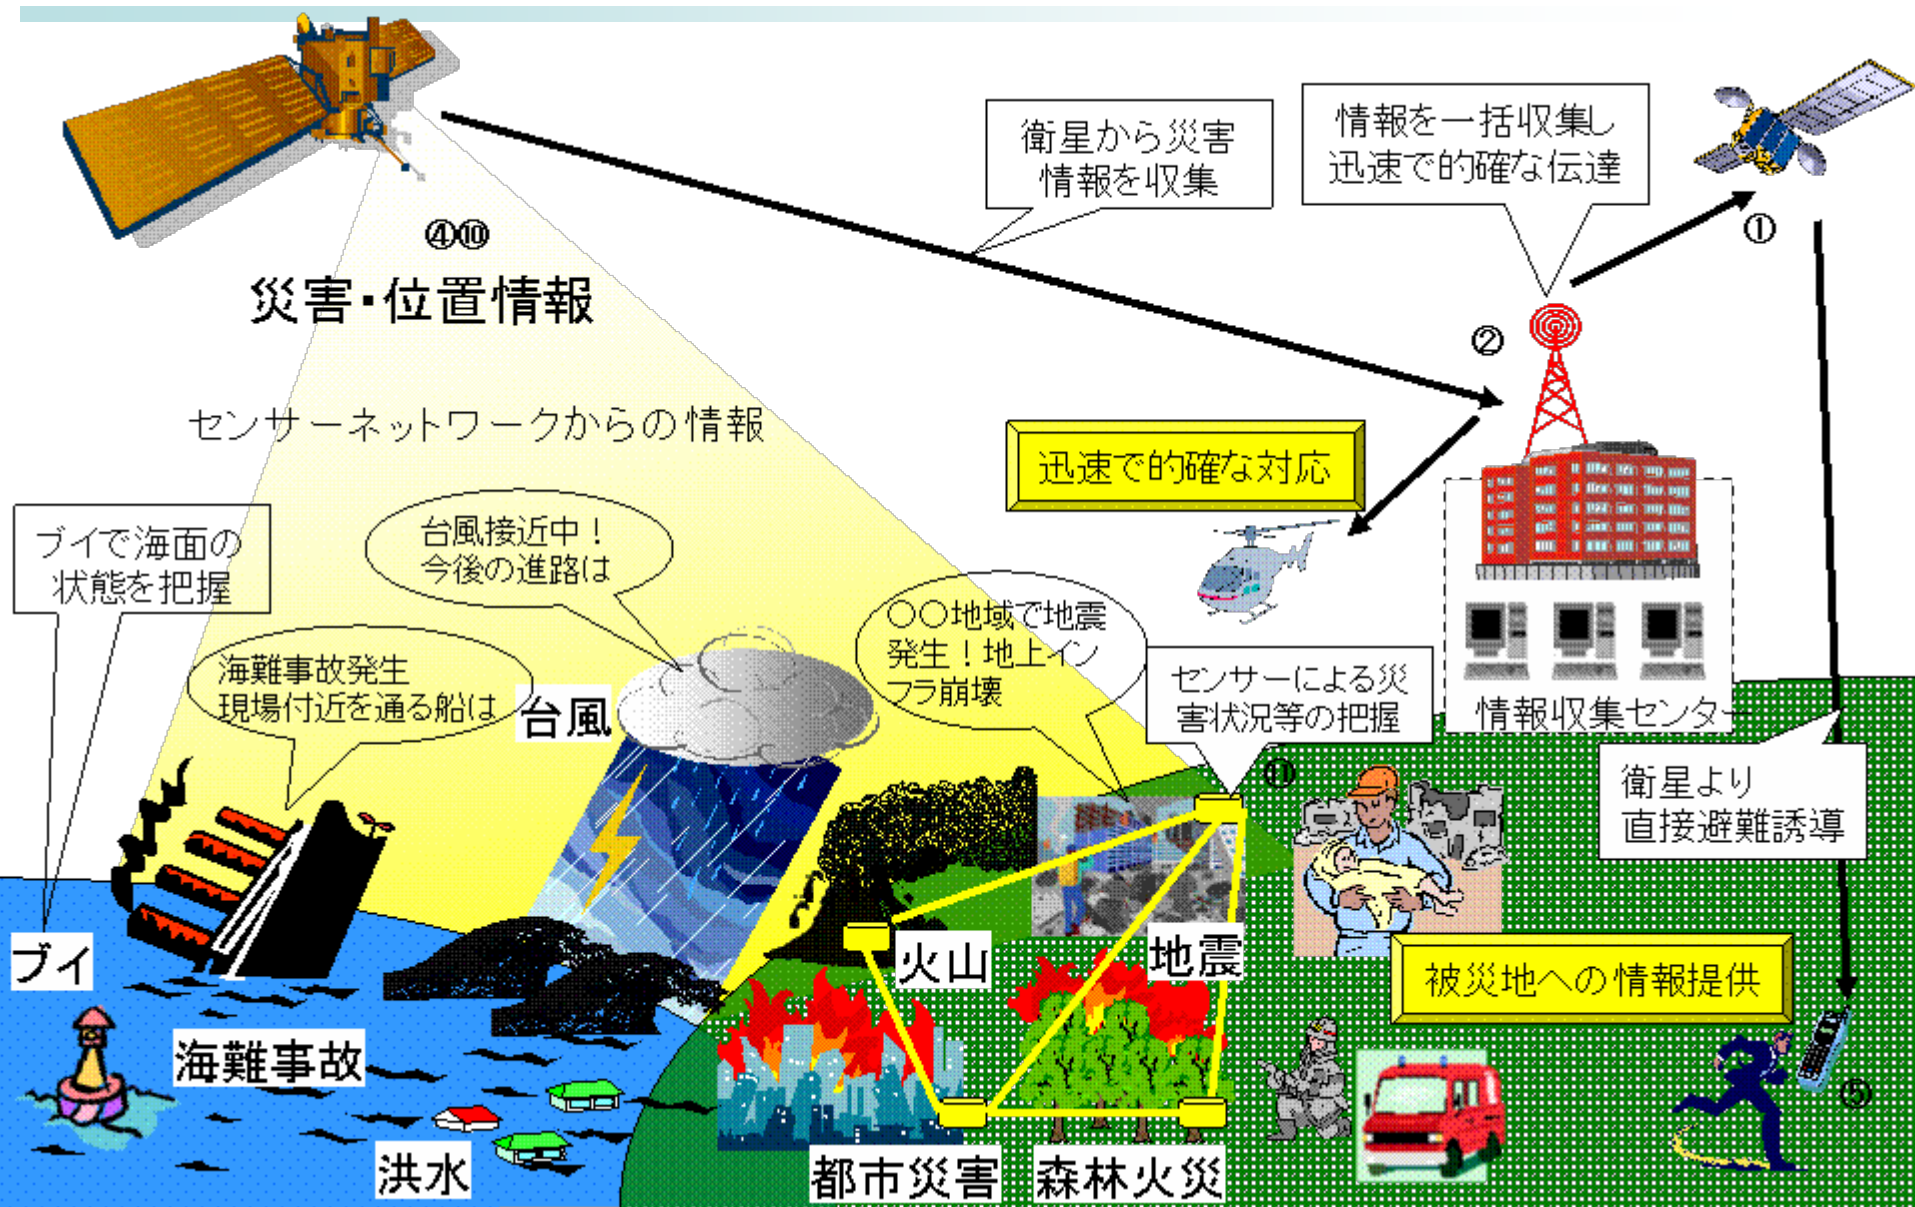 衛星から災害
情報を収集
情報を一括収集し
迅速で的確な伝達
①
④⑩
災害・位置情報
②
センサーネットワークからの情報
迅速で的確な対応
ブイで海面の
状態を把握
台風接近中！
今後の進路は
〇〇地域で地震
発生！地上イン
フラ崩壊
海難事故発生
現場付近を通る船は
台風
センサーによる災
害状況等の把握
情報収集センター
⑪
衛星より
直接避難誘導
ブイ
火山
地震
被災地への情報提供
海難事故
⑤
洪水
都市災害
森林火災